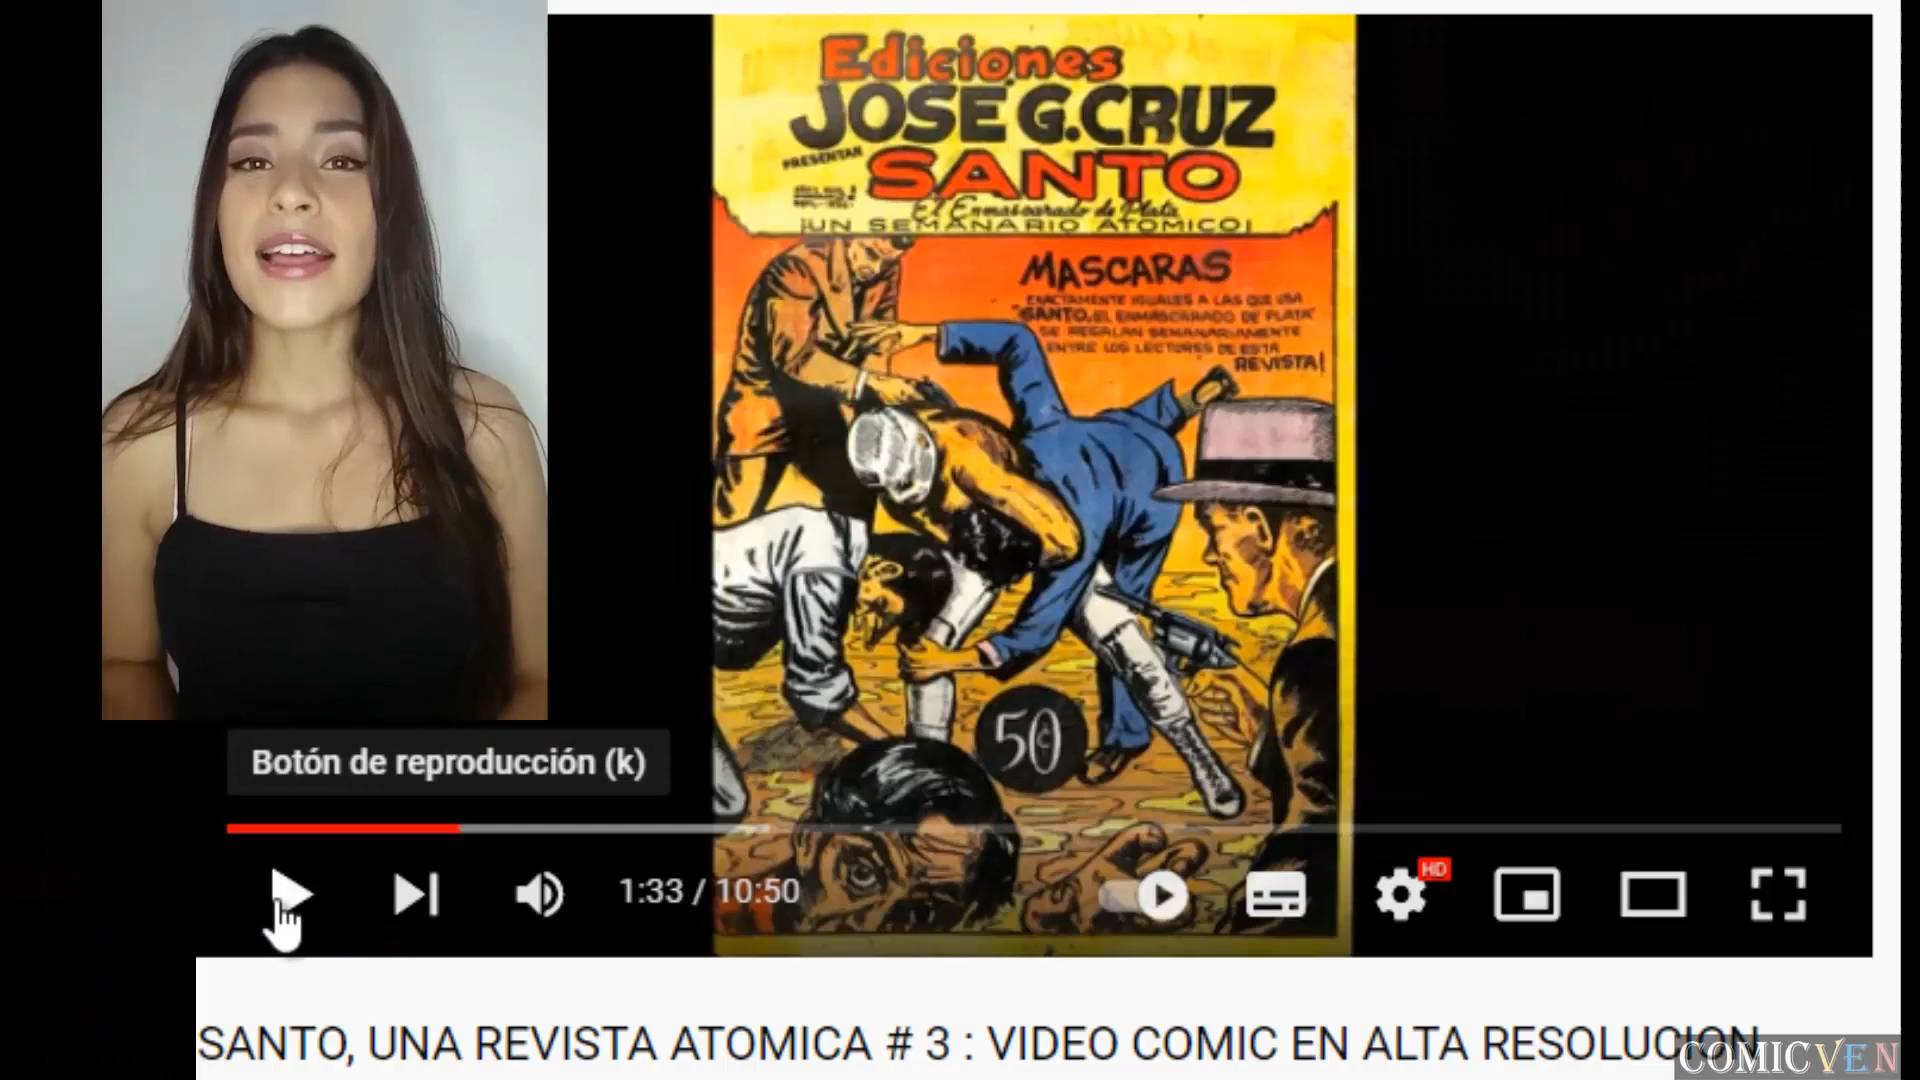 Ediciones
JOSE G. CRUZ
PRESENTAN
SANTO
El Enmascarado de Plata
¡UN SEMANARIO ATOMICO¡
MASCARAS
EXACTAMENTE IGUALES A LAS QUE USA
"SANTO, EL ENMASCARADO DE PLATA"
SE REGALAN SEMANARIAMENTE
ENTRE LOS LECTORES DE ESTA
REVISTA!
50¢
Botón de reproducción (k)
1:33 / 10:50
HD
SANTO, UNA REVISTA ATOMICA # 3 : VIDEO COMIC EN ALTA RESOLUCION
COMICVEN